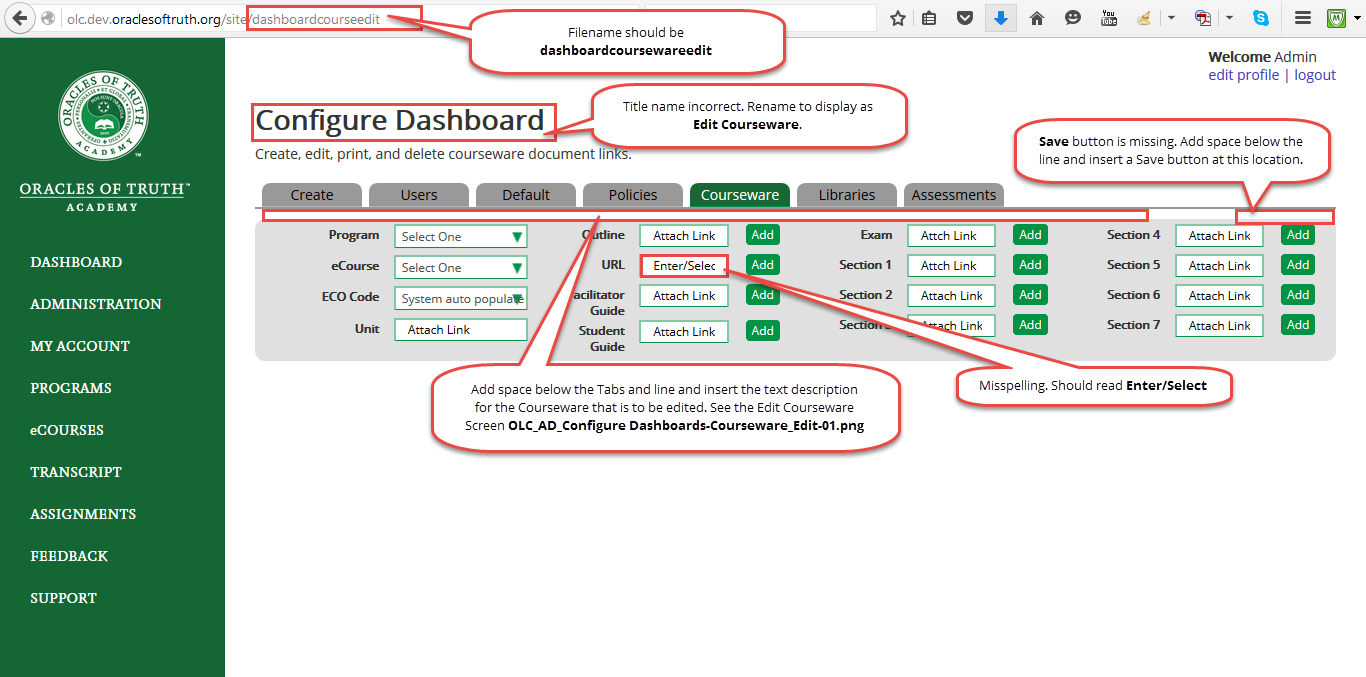 olc.dev.oraclesoftruth.org/site/dashboardcourseedit
You
Tube
Filename should be
dashboardcoursewareedit
Welcome Admin
edit profile | logout
ORACLES OF TRUTH
ACADEMY
ORACLES OF TRUTH™
ACADEMY
Configure Dashboard
Title name incorrect. Rename to display as
Edit Courseware.
Create, edit, print, and delete courseware document links.
Save button is missing. Add space below the
line and insert a Save button at this location.
Create Users Default Policies Courseware Libraries Assessments
Program Select One Outline Attach Link Add Exam Attch Link Add Section 4 Attach Link Add
eCourse Select One URL Enter/Selec Add Section 1 Attch Link Add Section 5 Attach Link Add
ECO Code System auto populate acilitator Guide Attach Link Add Section 2 Attach Link Add Section 6 Attach Link Add
Unit Attach Link Student Guide Attach Link Add Section Attach Link Add Section 7 Attach Link Add
Add space below the Tabs and line and insert the text description
for the Courseware that is to be edited. See the Edit Courseware
Screen OLC_AD_Configure Dashboards-Courseware_Edit-01.png
Misspelling. Should read Enter/Select
DASHBOARD
ADMINISTRATION
MY ACCOUNT
PROGRAMS
eCOURSES
TRANSCRIPT
ASSIGNMENTS
FEEDBACK
SUPPORT